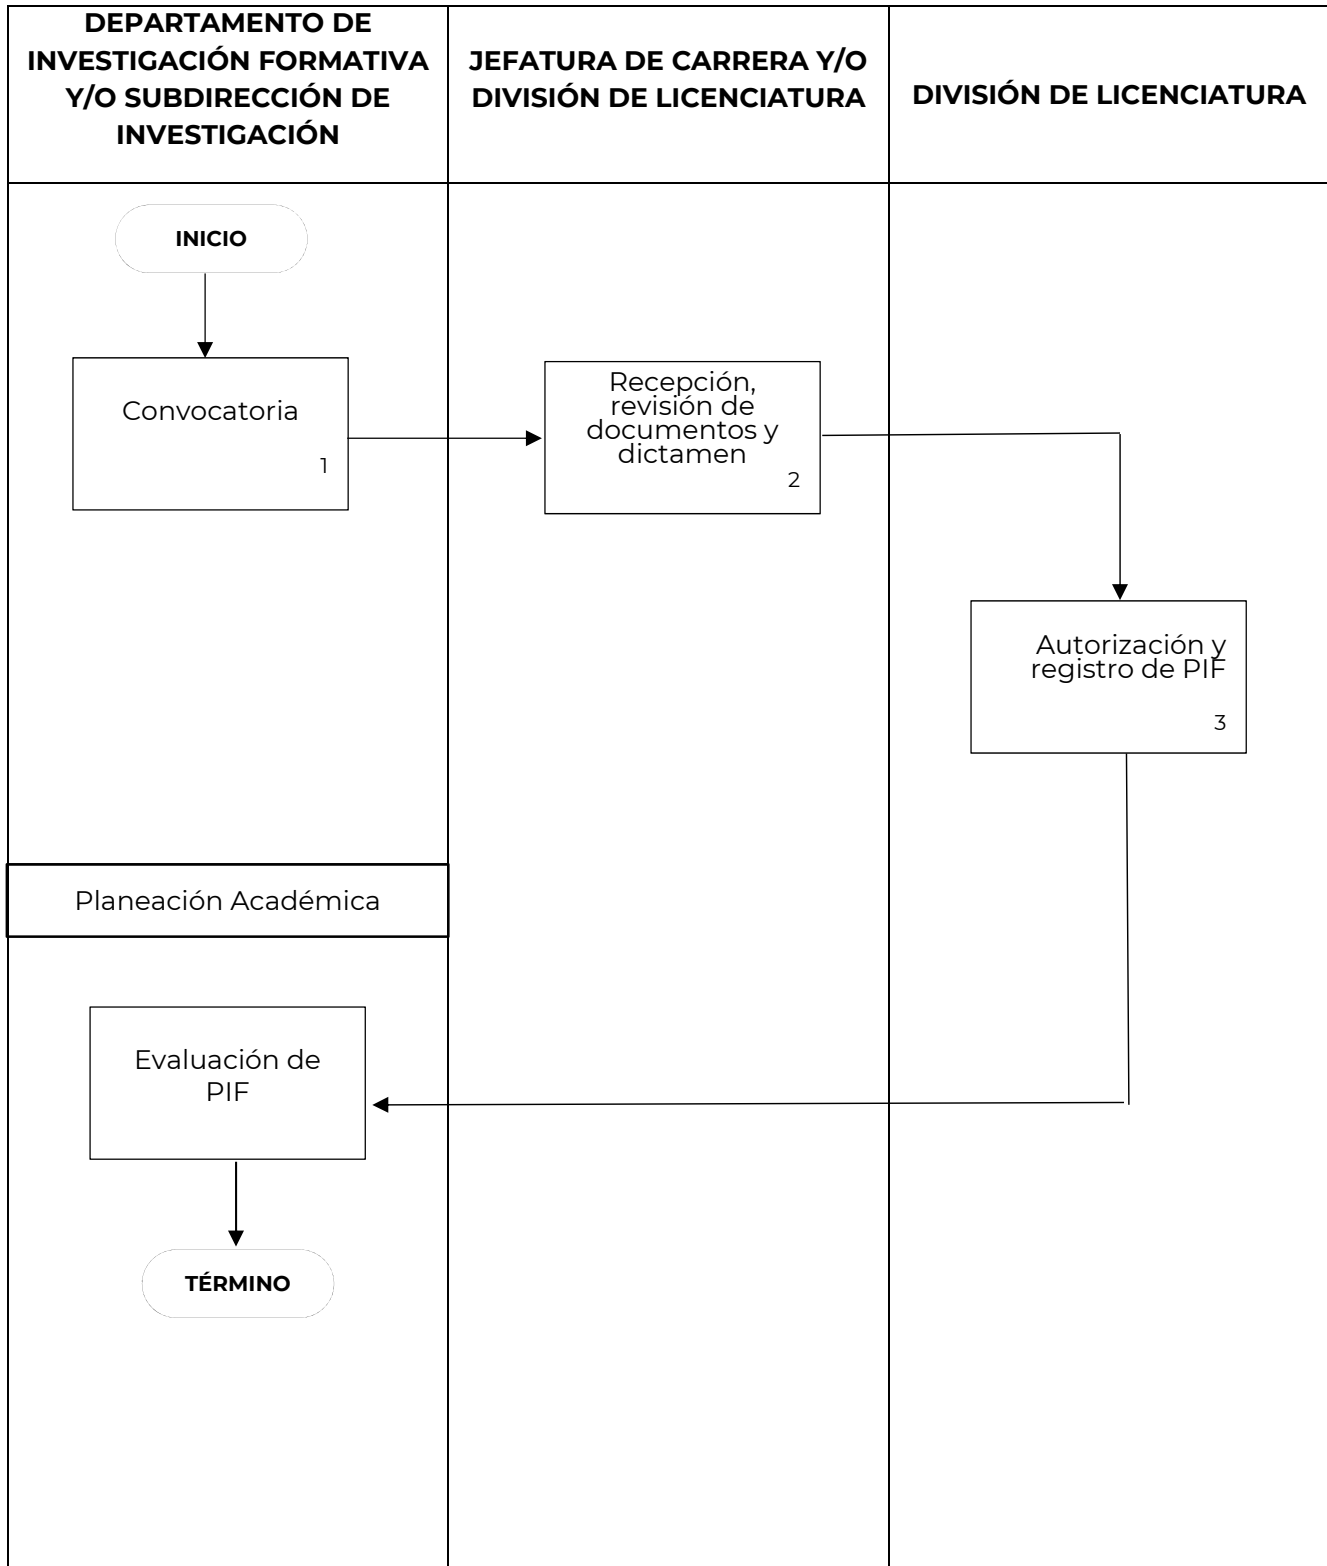 DEPARTAMENTO DE
INVESTIGACIÓN FORMATIVA
Y/O SUBDIRECCIÓN DE
INVESTIGACIÓN
JEFATURA DE CARRERA Y/O
DIVISIÓN DE LICENCIATURA
DIVISIÓN DE LICENCIATURA
INICIO
Convocatoria
1
Recepción,
revisión de
documentos y
dictamen
2
Autorización y
registro de PIF
3
Planeación Académica
Evaluación de
PIF
TÉRMINO